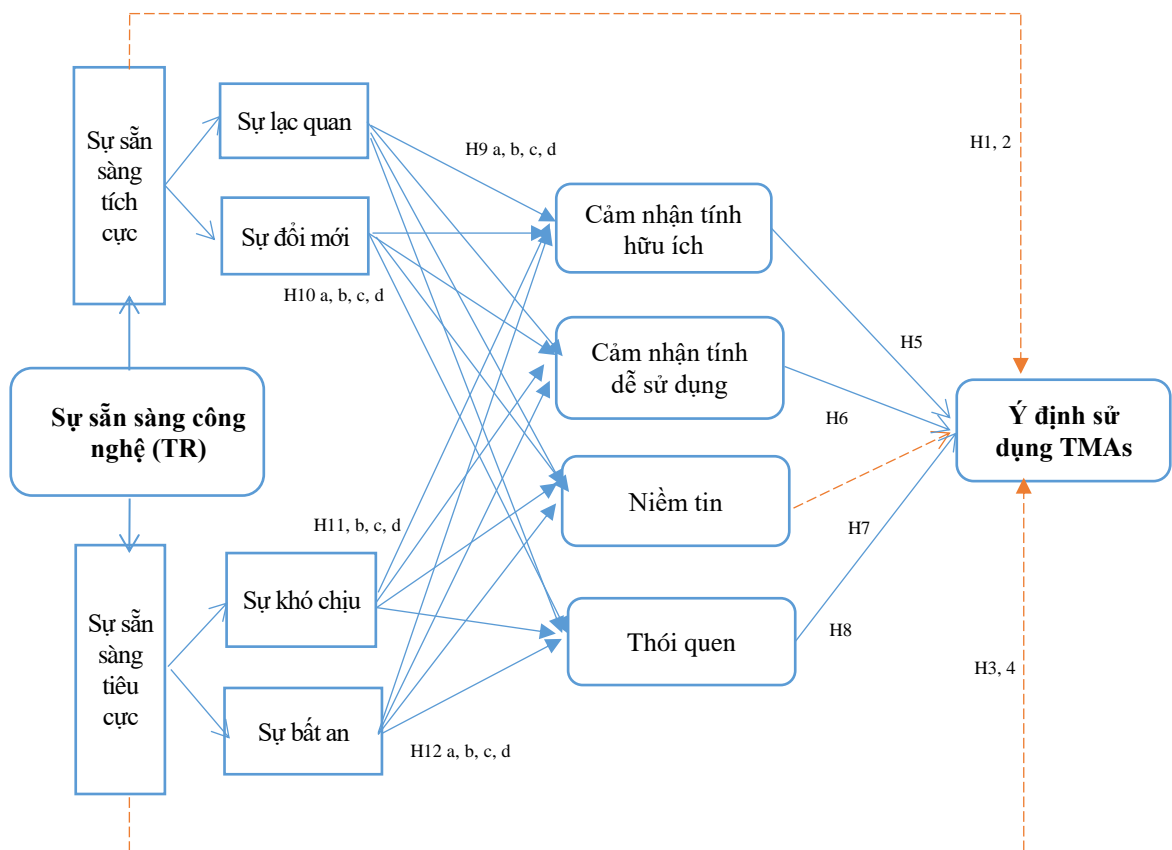 Sự sẵn
sàng
tích
cực
Sự lạc quan
Sự đổi mới
H9 a, b, c, d
H10 a, b, c, d
Cảm nhận tính
hữu ích
H1, 2
Sự sẵn sàng công
nghệ (TR)
Cảm nhận tính
dễ sử dụng
H5
H6
Ý định sử
dụng TMAs
Niềm tin
H11, b, c, d
H7
Sự sẵn
sàng
tiêu
cực
Sự khó chịu
Thói quen
H8
H3, 4
Sự bất an
H12 a, b, c, d